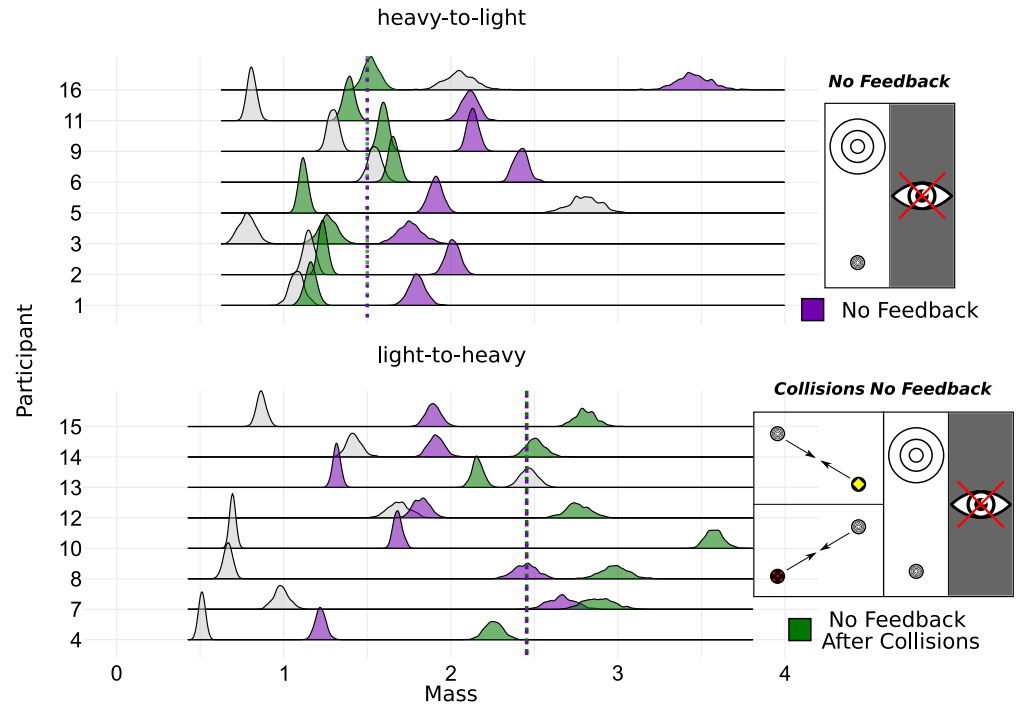 heavy-to-light
16
11
9
6
5
3
2
1
No Feedback
No Feedback
Participant
light-to-heavy
15
14
13
12
10
8
7
4
Collisions No Feedback
No Feedback
After Collisions
0 1 2 3 4
Mass